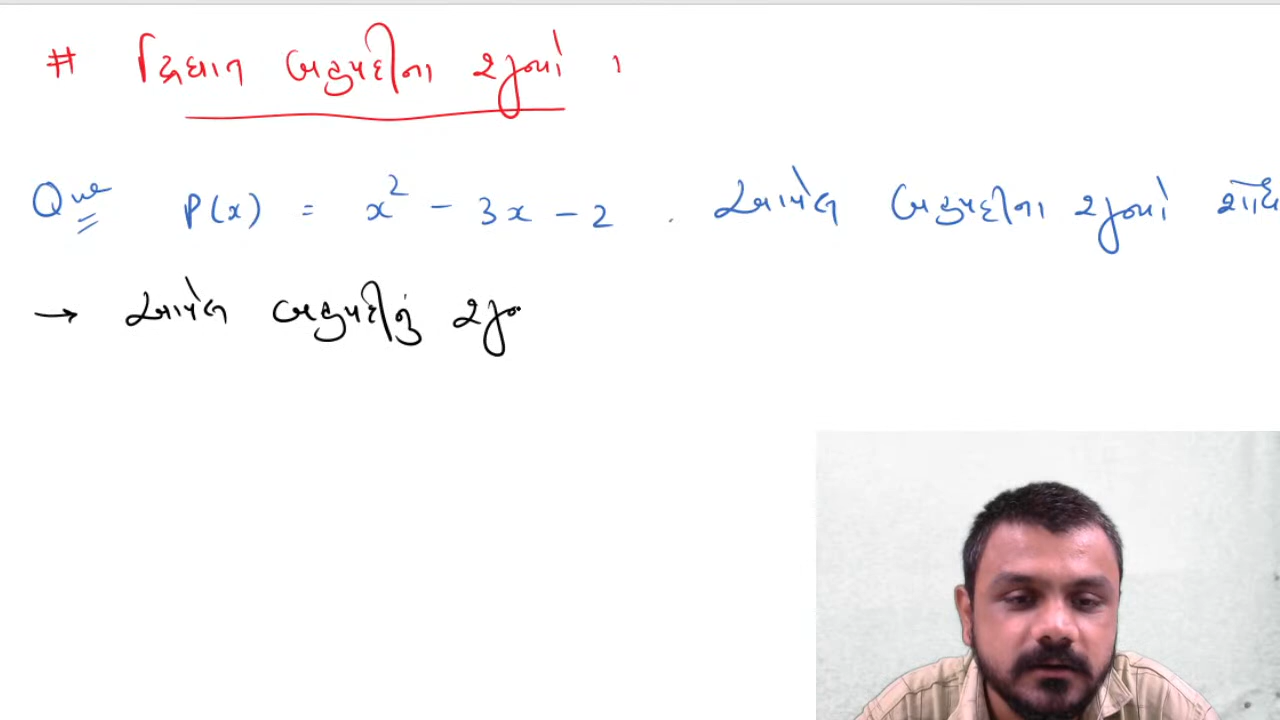 # દ્વિઘાત બહુપદીના શૂન્યો :
Que P(x) = x² - 3x - 2 . આપેલ બહુપદીના શૂન્યો શોધ
→ આપેલ બહુપદીનું શૂન